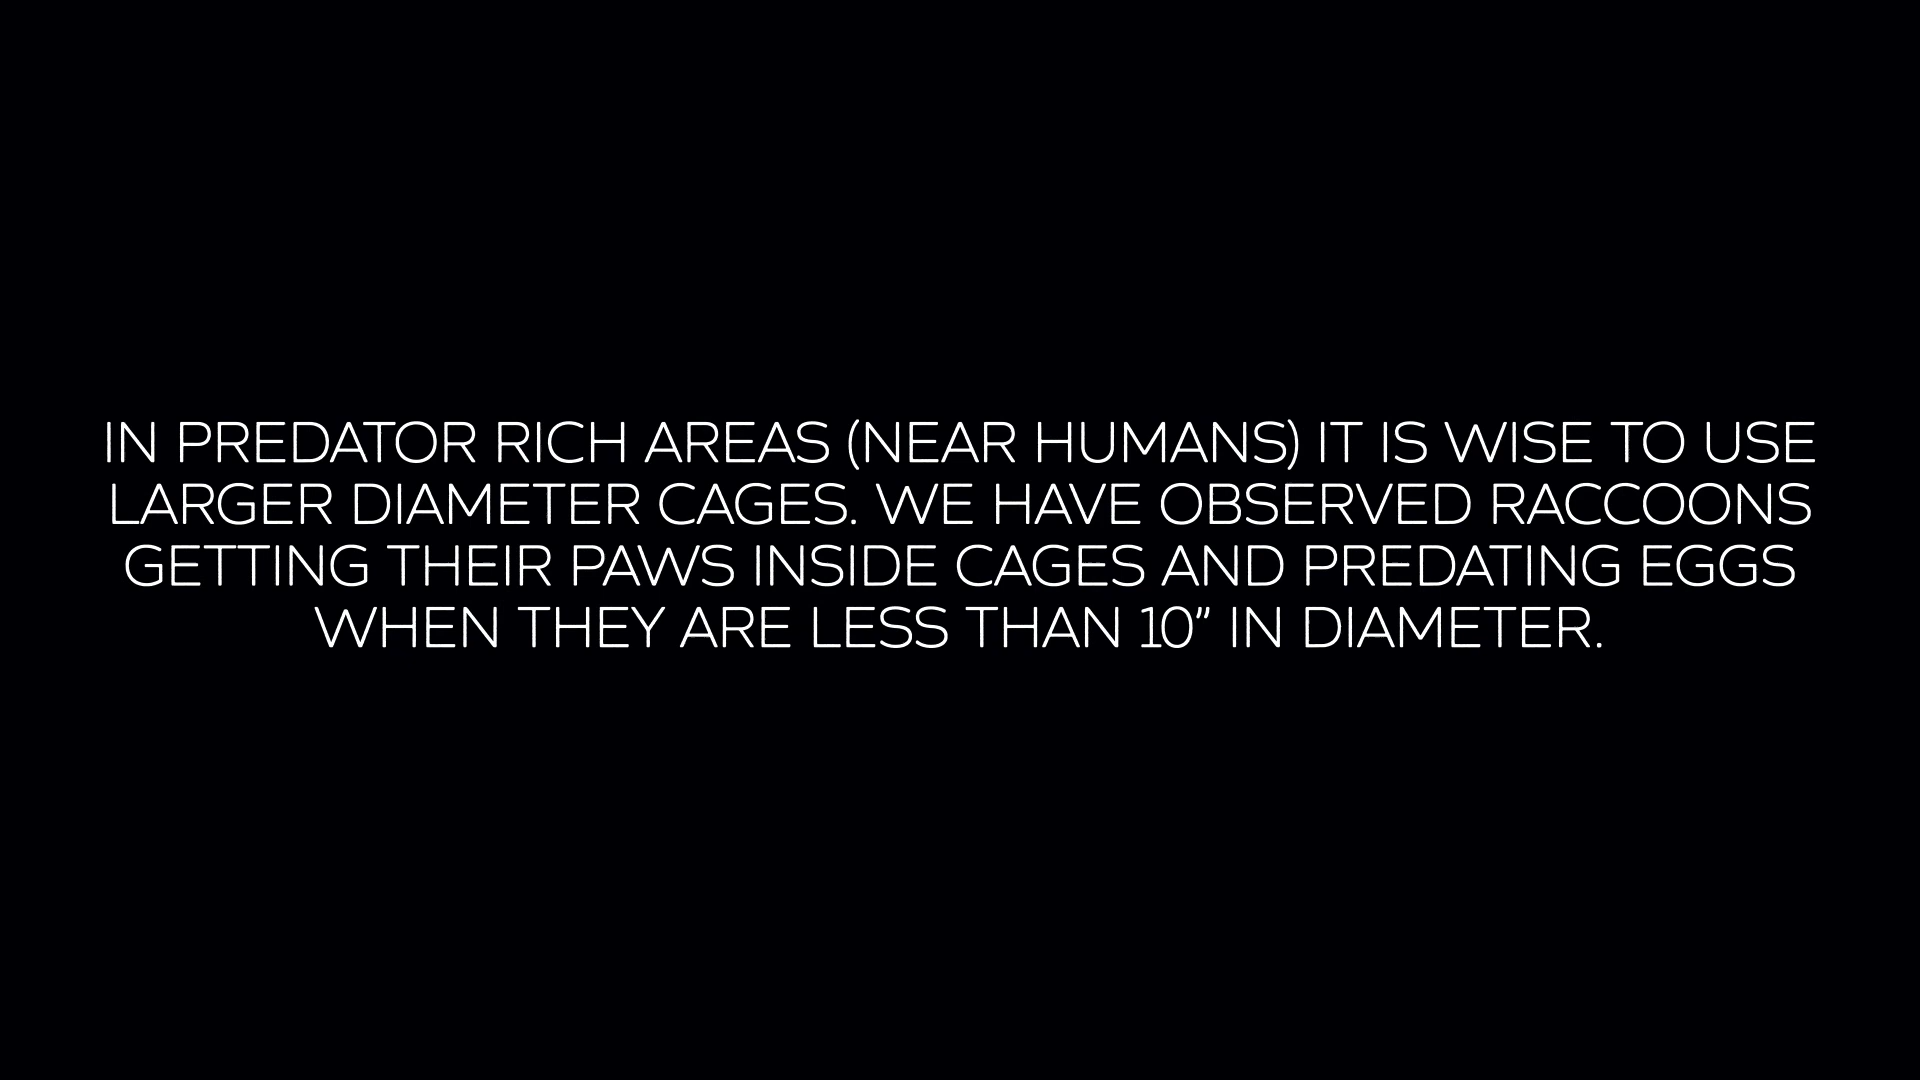 IN PREDATOR RICH AREAS (NEAR HUMANS) IT IS WISE TO USE
LARGER DIAMETER CAGES. WE HAVE OBSERVED RACCOONS
GETTING THEIR PAWS INSIDE CAGES AND PREDATING EGGS
WHEN THEY ARE LESS THAN 10” IN DIAMETER.